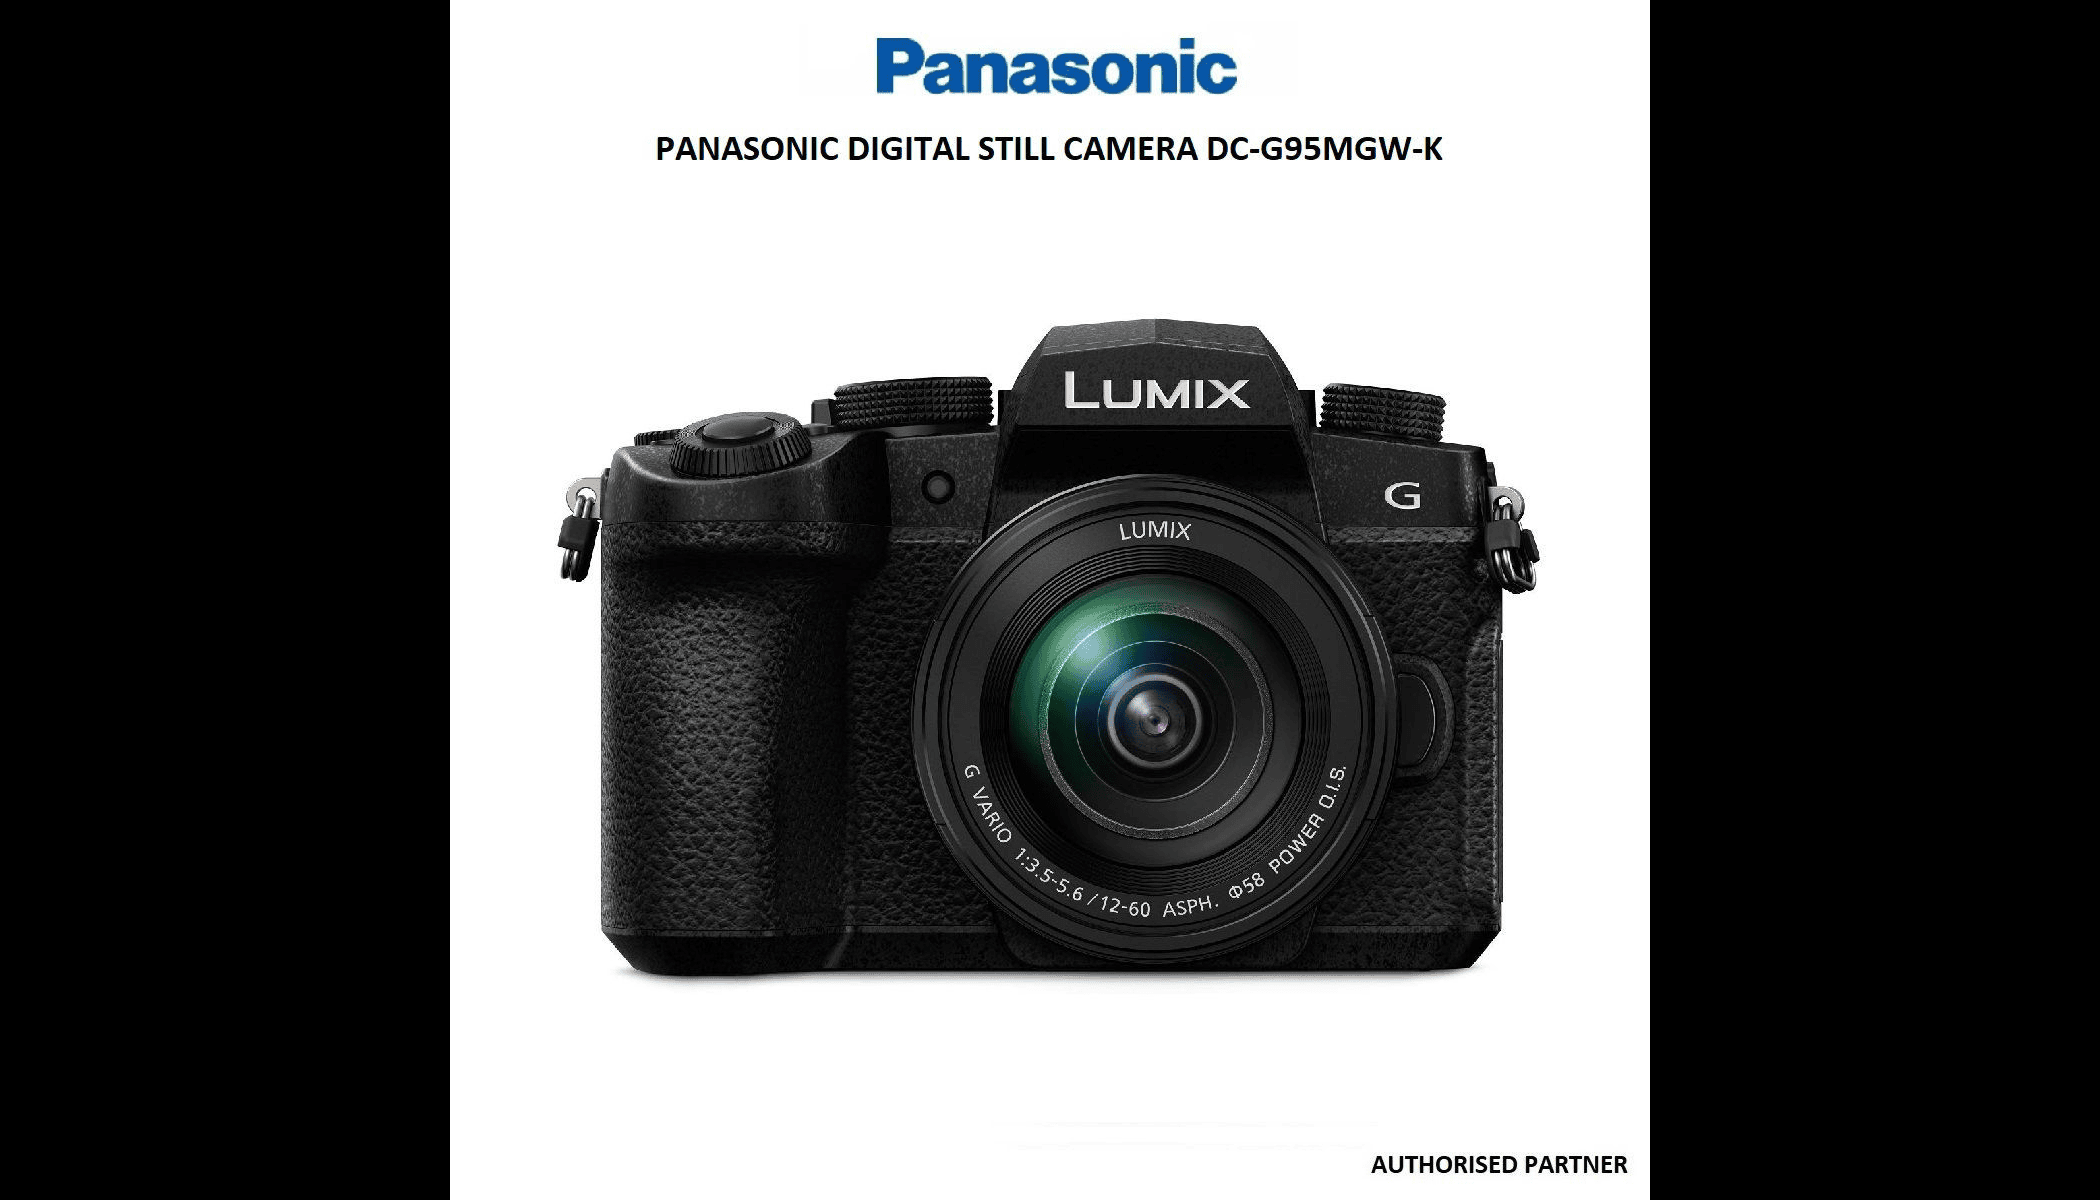 Panasonic
PANASONIC DIGITAL STILL CAMERA DC-G95MGW-K
LUMIX
G
LUMIX
G VARIO 1:3.5-5.6 / 12-60 ASPH. Φ58 POWER O.I.S.
AUTHORISED PARTNER